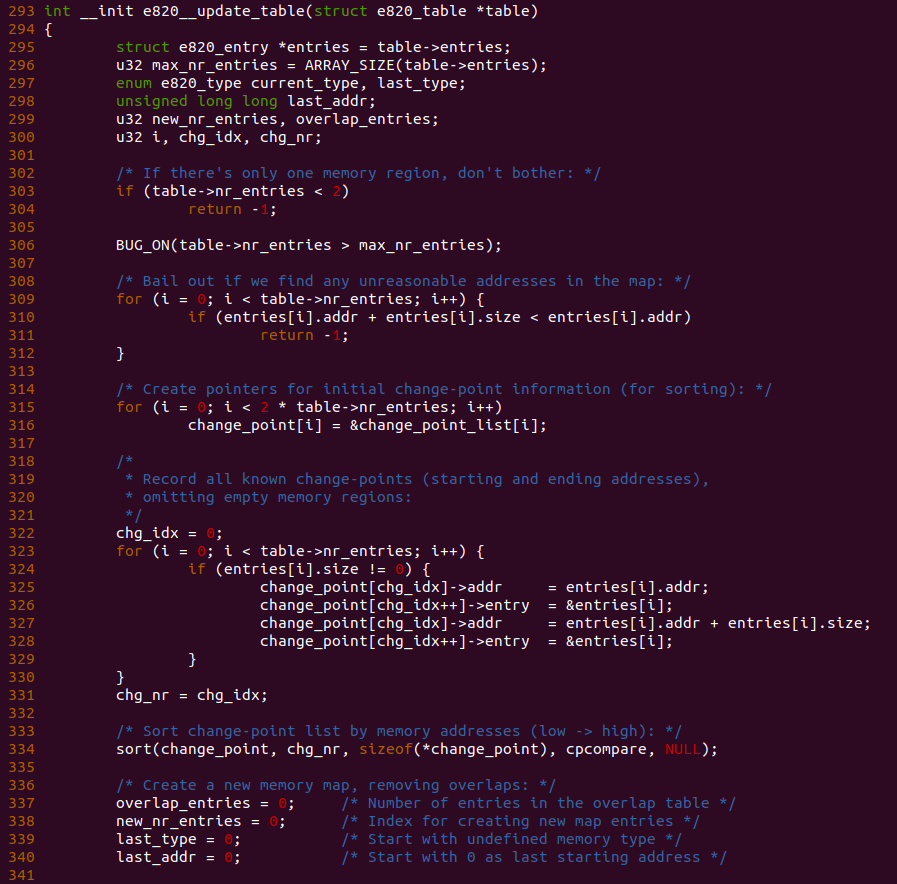 293 int __init e820__update_table(struct e820_table *table)
294 {
295         struct e820_entry *entries = table->entries;
296         u32 max_nr_entries = ARRAY_SIZE(table->entries);
297         enum e820_type current_type, last_type;
298         unsigned long long last_addr;
299         u32 new_nr_entries, overlap_entries;
300         u32 i, chg_idx, chg_nr;
301
302         /* If there's only one memory region, don't bother: */
303         if (table->nr_entries < 2)
304                 return -1;
305
306         BUG_ON(table->nr_entries > max_nr_entries);
307
308         /* Bail out if we find any unreasonable addresses in the map: */
309         for (i = 0; i < table->nr_entries; i++) {
310                 if (entries[i].addr + entries[i].size < entries[i].addr)
311                         return -1;
312         }
313
314         /* Create pointers for initial change-point information (for sorting): */
315         for (i = 0; i < 2 * table->nr_entries; i++)
316                 change_point[i] = &change_point_list[i];
317
318         /*
319          * Record all known change-points (starting and ending addresses),
320          * omitting empty memory regions:
321          */
322         chg_idx = 0;
323         for (i = 0; i < table->nr_entries; i++) {
324                 if (entries[i].size != 0) {
325                         change_point[chg_idx]->addr     = entries[i].addr;
326                         change_point[chg_idx++]->entry  = &entries[i];
327                         change_point[chg_idx]->addr     = entries[i].addr + entries[i].size;
328                         change_point[chg_idx++]->entry  = &entries[i];
329                 }
330         }
331         chg_nr = chg_idx;
332
333         /* Sort change-point list by memory addresses (low -> high): */
334         sort(change_point, chg_nr, sizeof(*change_point), cpcompare, NULL);
335
336         /* Create a new memory map, removing overlaps: */
337         overlap_entries = 0;     /* Number of entries in the overlap table */
338         new_nr_entries = 0;      /* Index for creating new map entries */
339         last_type = 0;           /* Start with undefined memory type */
340         last_addr = 0;           /* Start with 0 as last starting address */
341